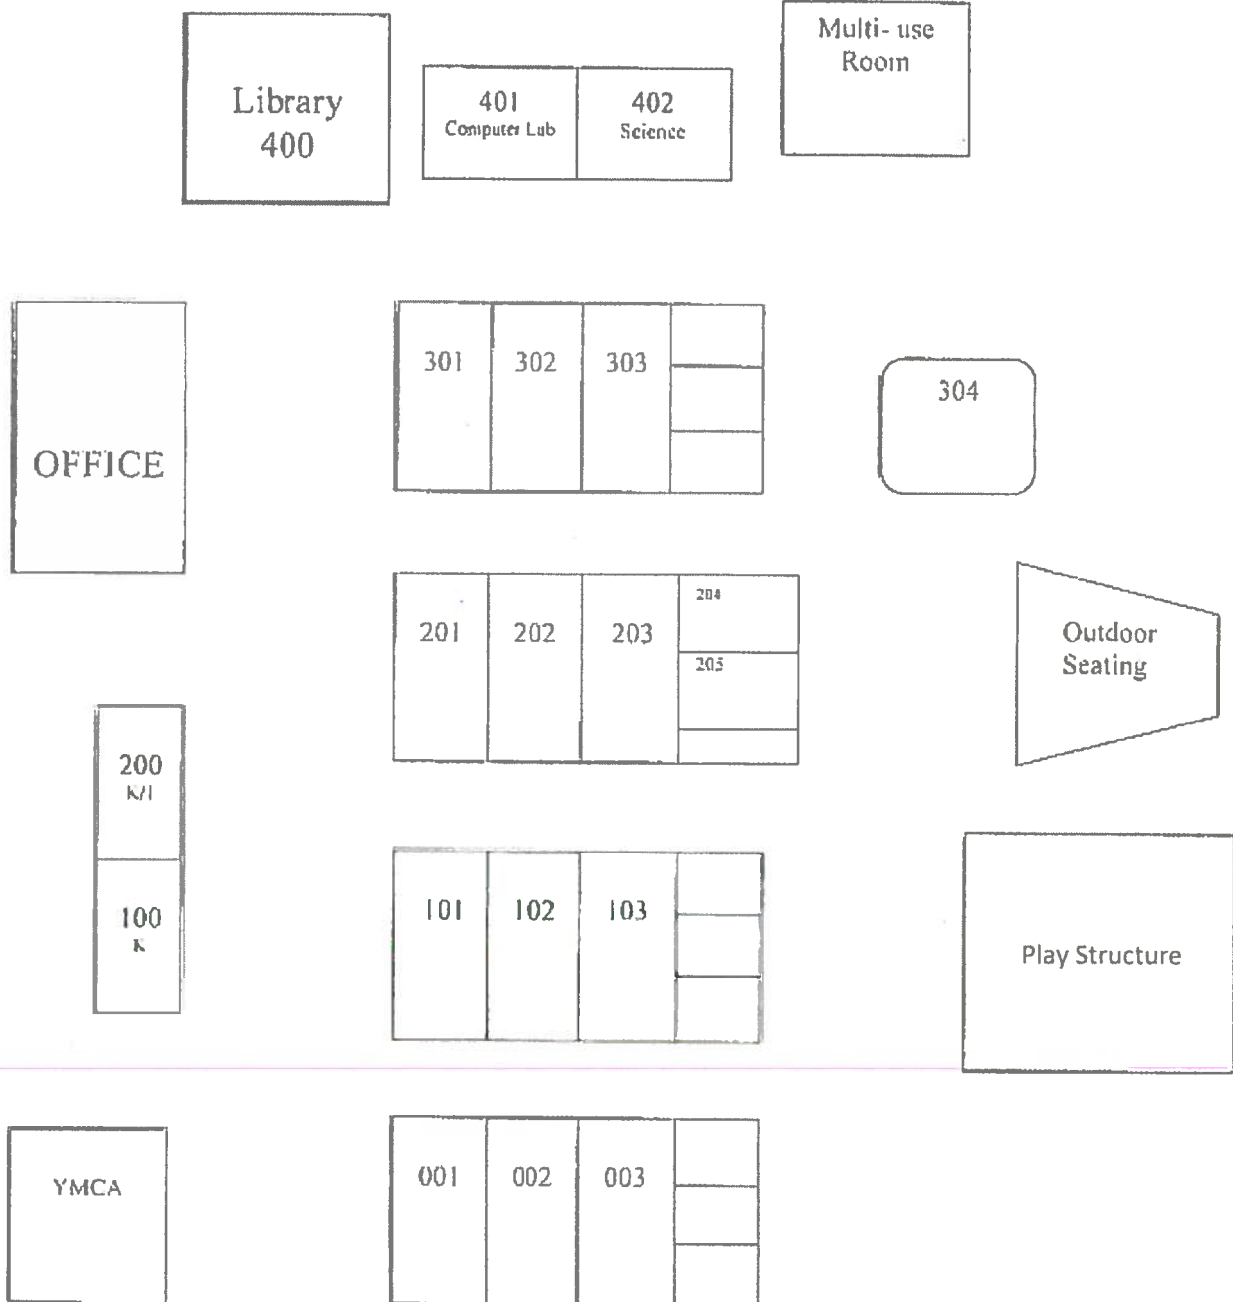 Multi- use
Room
Library
400
401
Computer Lab
402
Science
301
302
303
304
OFFICE
201
202
203
204
205
Outdoor
Seating
200
K/1
100
K
101
102
103
Play Structure
YMCA
001
002
003